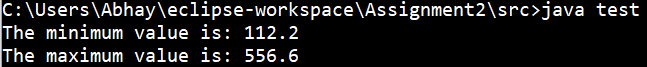 C:\Users\Abhay\eclipse-workspace\Assignment2\src>java test
The minimum value is: 112.2
The maximum value is: 556.6